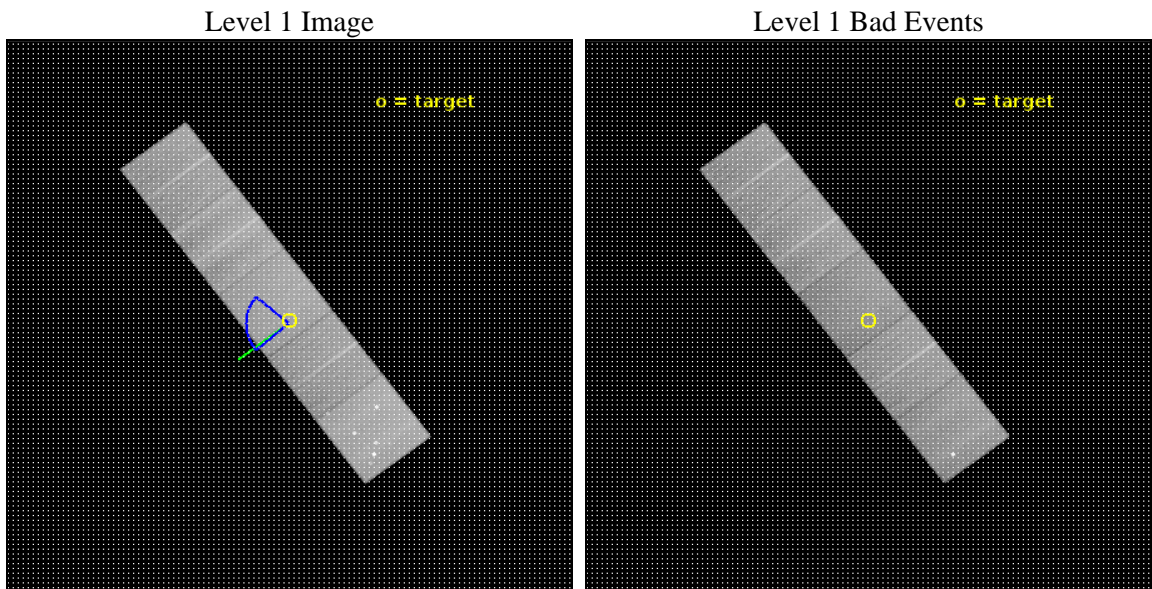 Level 1 Image
Level 1 Bad Events
o = target
o = target